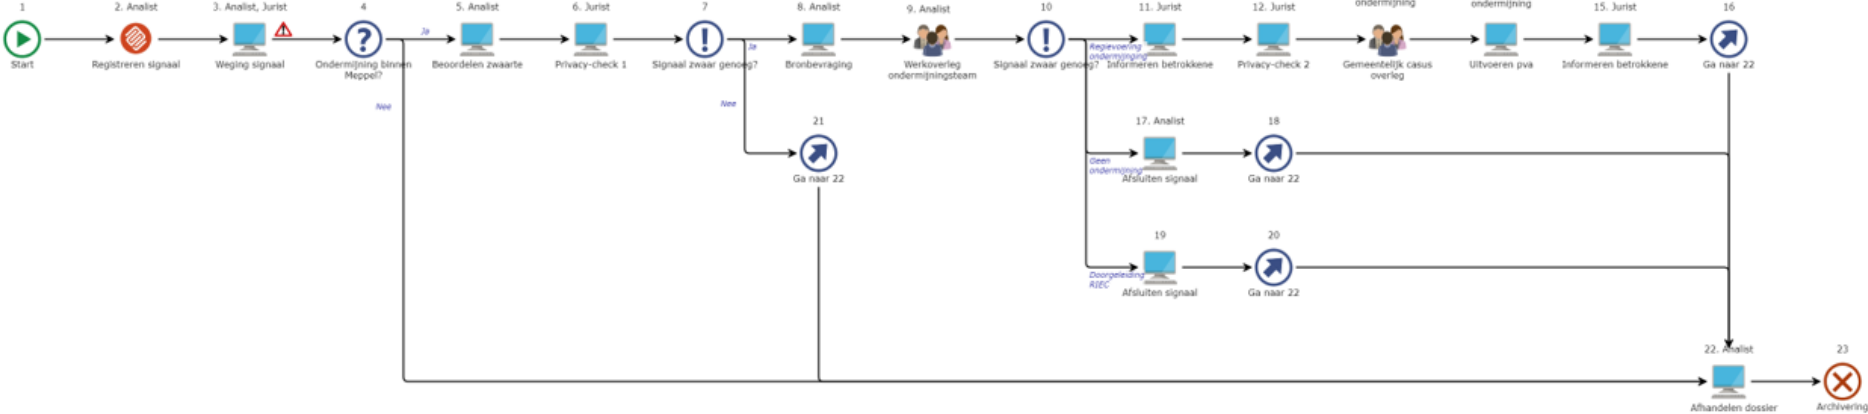 1
2. Analist
3. Analist, Jurist
4
5. Analist
6. Jurist
7
8. Analist
9. Analist
10
11. Jurist
12. Jurist
ondermijning
ondermijning
15. Jurist
16
Ja
Ja
Regievoering
ondermijning
Start
Registreren signaal
Weging signaal
Ondermijning binnen
Meppel?
Beoordelen zwaarte
Privacy-check 1
Signaal zwaar genoeg?
Bronbevraging
Werkoverleg
ondermijningsteam
Signaal zwaar genoeg?
Informeren betrokkene
Privacy-check 2
Gemeentelijk casus
overleg
Uitvoeren pva
Informeren betrokkene
Ga naar 22
Nee
Nee
21
17. Analist
18
Geen
ondermijning
Ga naar 22
Afsluiten signaal
Ga naar 22
19
20
Doorgeleiding
RIEC
Afsluiten signaal
Ga naar 22
22. Analist
23
Afhandelen dossier
Archivering